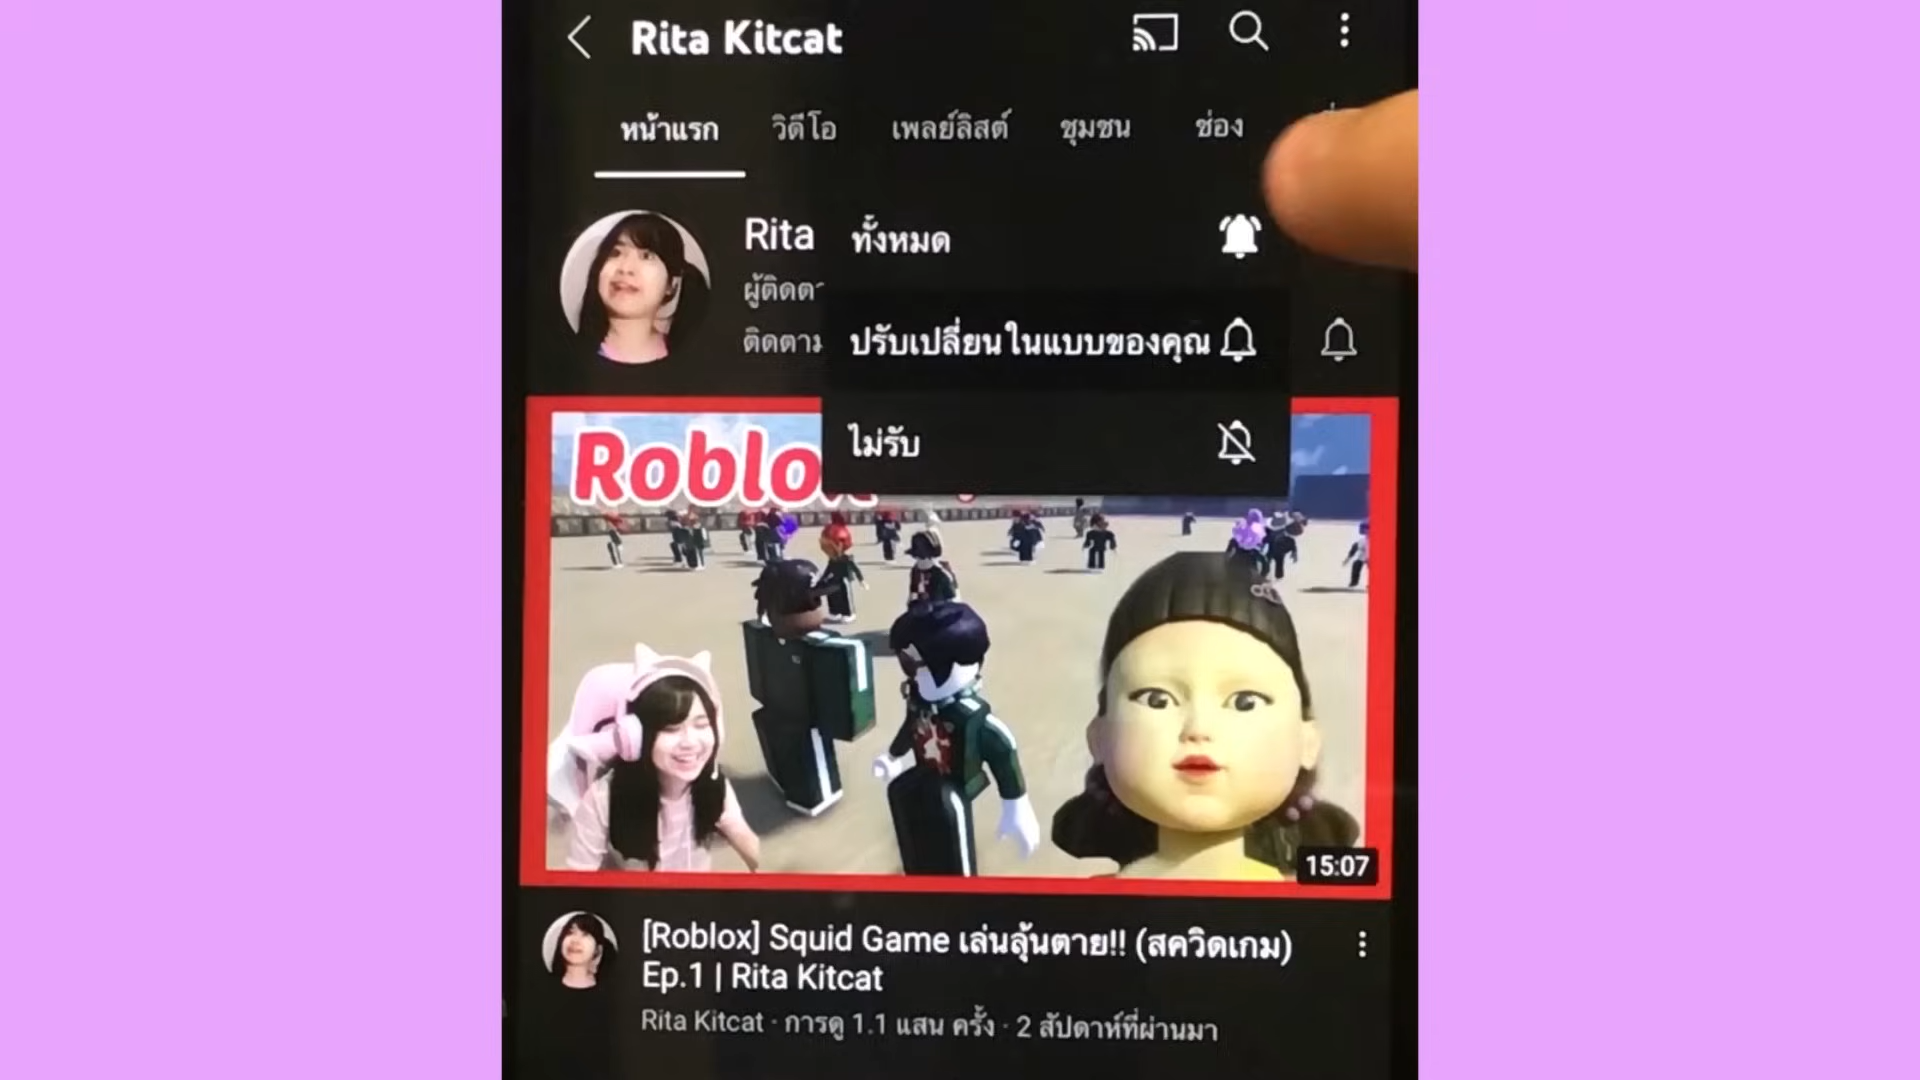 Rita Kitcat
หน้าแรก วิดีโอ เพลย์ลิสต์ ชุมชน ช่อง
Rita
ทั้งหมด
ติดตาม
ปรับเปลี่ยนในแบบของคุณ
ไม่รับ
15:07
[Roblox] Squid Game เล่นลุ้นตาย!! (สควิดเกม)
Ep.1 | Rita Kitcat
Rita Kitcat · การดู 1.1 แสน ครั้ง · 2 สัปดาห์ที่ผ่านมา